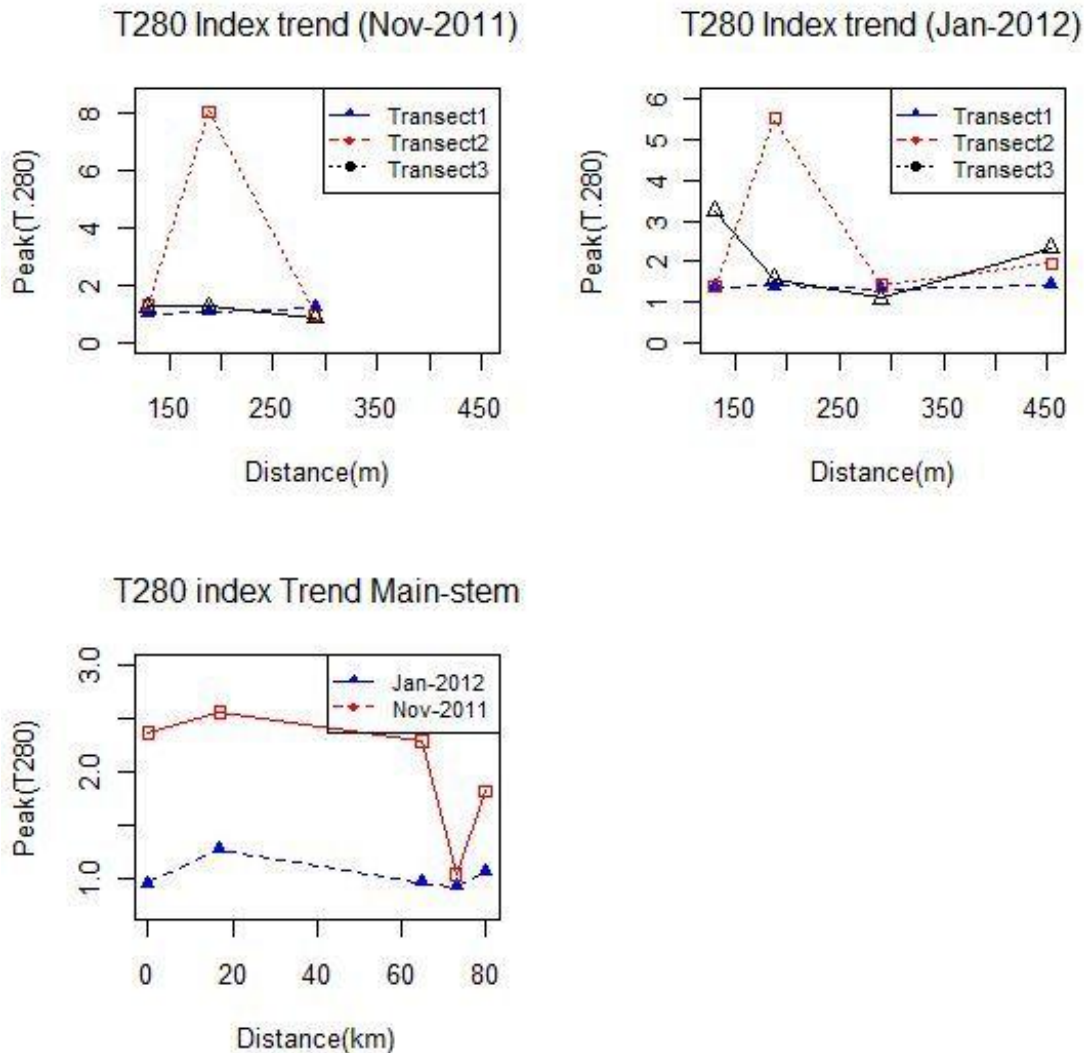 T280 Index trend (Nov-2011)
Peak(T.280)
0 2 4 6 8
Transect1
Transect2
Transect3
150 250 350 450
Distance(m)
T280 Index trend (Jan-2012)
Peak(T.280)
0 1 2 3 4 5 6
Transect1
Transect2
Transect3
150 250 350 450
Distance(m)
T280 index Trend Main-stem
Peak(T280)
1.0 2.0 3.0
Jan-2012
Nov-2011
0 20 40 60 80
Distance(km)